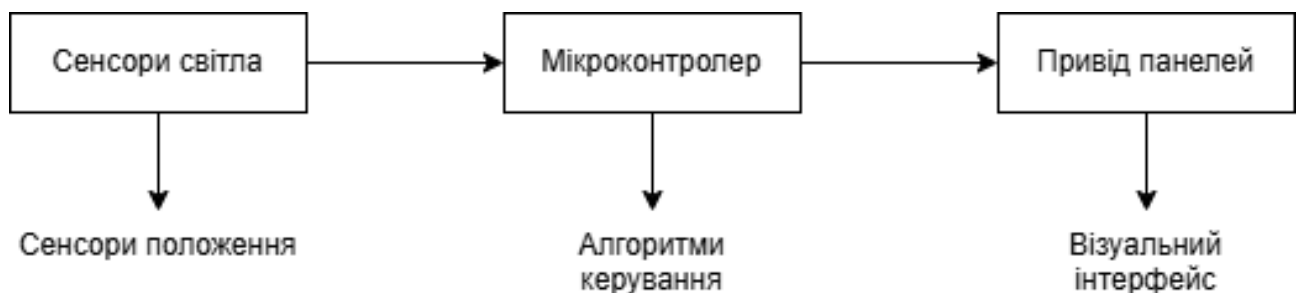 Сенсори світла
Мікроконтролер
Привід панелей
Сенсори положення
Алгоритми
керування
Візуальний
інтерфейс